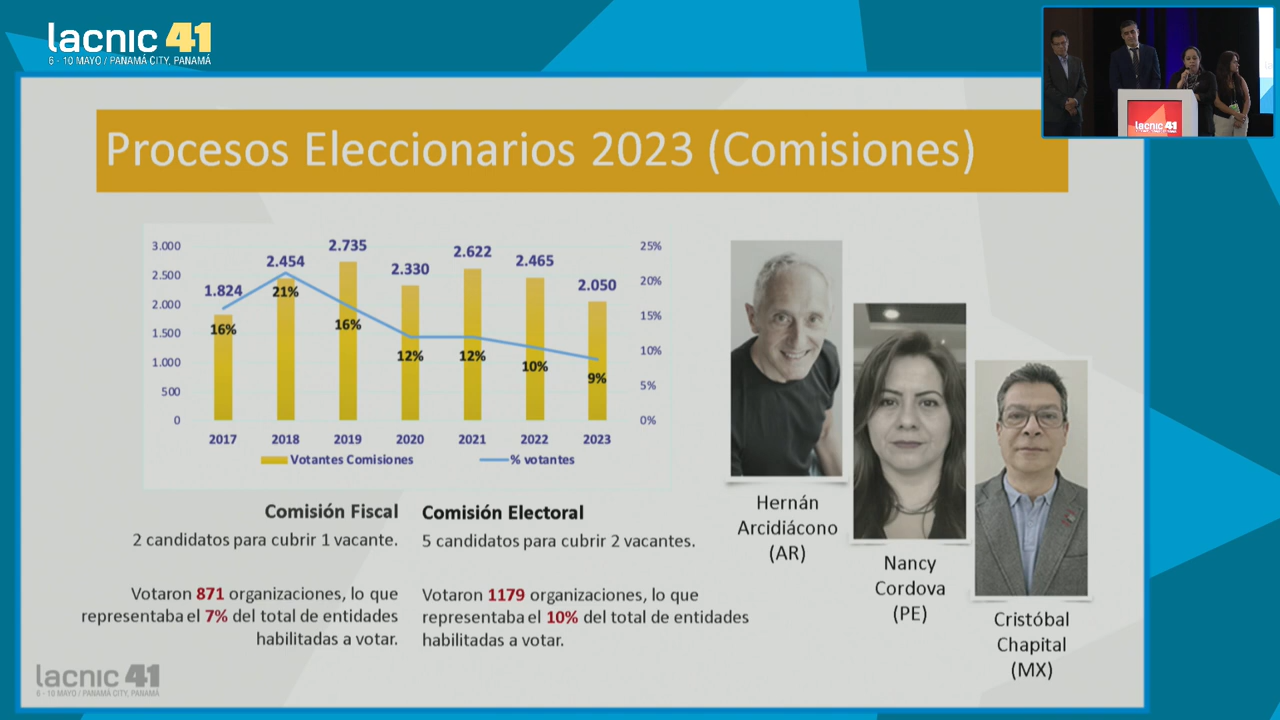 lacnic 41
6 - 10 MAYO / PANAMÁ CITY, PANAMÁ
lacnic 41
Procesos Eleccionarios 2023 (Comisiones)
3.000
2.500
2.000
1.500
1.000
500
0
1.824
2.454
2.735
2.330
2.622
2.465
2.050
16%
21%
16%
12%
12%
10%
9%
25%
20%
15%
10%
5%
0%
2017 2018 2019 2020 2021 2022 2023
Votantes Comisiones % votantes
Comisión Fiscal
2 candidatos para cubrir 1 vacante.
Votaron 871 organizaciones, lo que
representaba el 7% del total de entidades
habilitadas a votar.
Comisión Electoral
5 candidatos para cubrir 2 vacantes.
Votaron 1179 organizaciones, lo que
representaba el 10% del total de entidades
habilitadas a votar.
Hernán
Arcidiácono
(AR)
Nancy
Cordova
(PE)
Cristóbal
Chapital
(MX)
lacnic 41
6 - 10 MAYO / PANAMÁ CITY, PANAMÁ